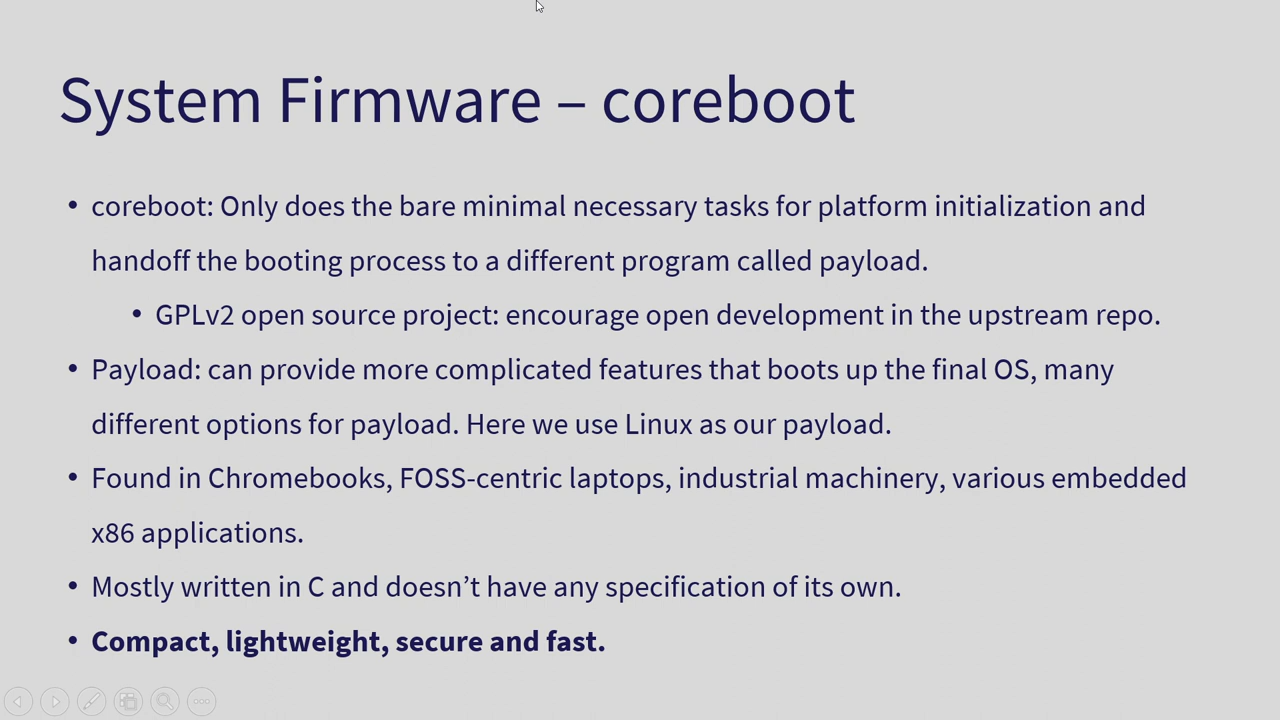 System Firmware – coreboot
• coreboot: Only does the bare minimal necessary tasks for platform initialization and
handoff the booting process to a different program called payload.
• GPLv2 open source project: encourage open development in the upstream repo.
• Payload: can provide more complicated features that boots up the final OS, many
different options for payload. Here we use Linux as our payload.
• Found in Chromebooks, FOSS-centric laptops, industrial machinery, various embedded
x86 applications.
• Mostly written in C and doesn’t have any specification of its own.
• Compact, lightweight, secure and fast.